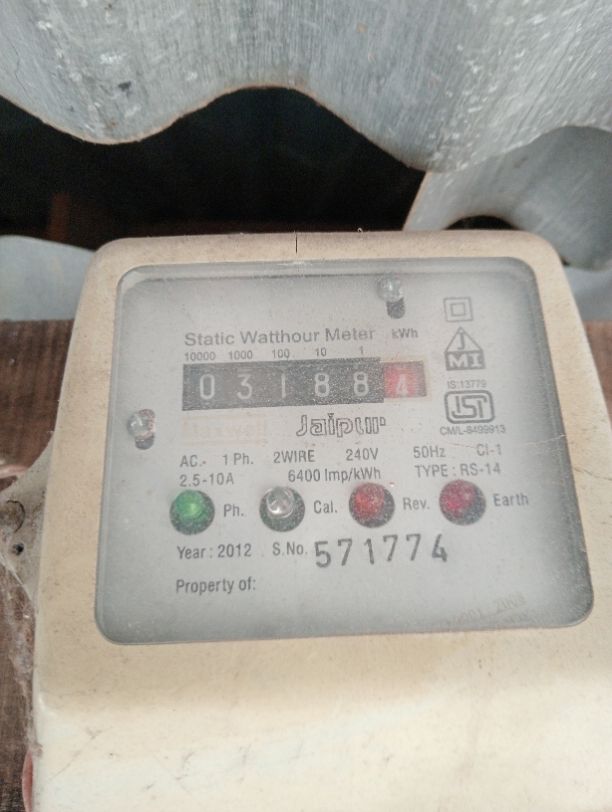 Static Watthour Meter kWh
10000 1000 100 10 1
0 3 1 8 8 4
JMI
IS:13779
Jaipur
CM/L-8499913
AC.- 1 Ph. 2WIRE 240V 50Hz Cl-1
2.5-10A 6400 Imp/kWh TYPE : RS-14
Ph. Cal. Rev. Earth
Year : 2012 S.No. 571774
Property of: